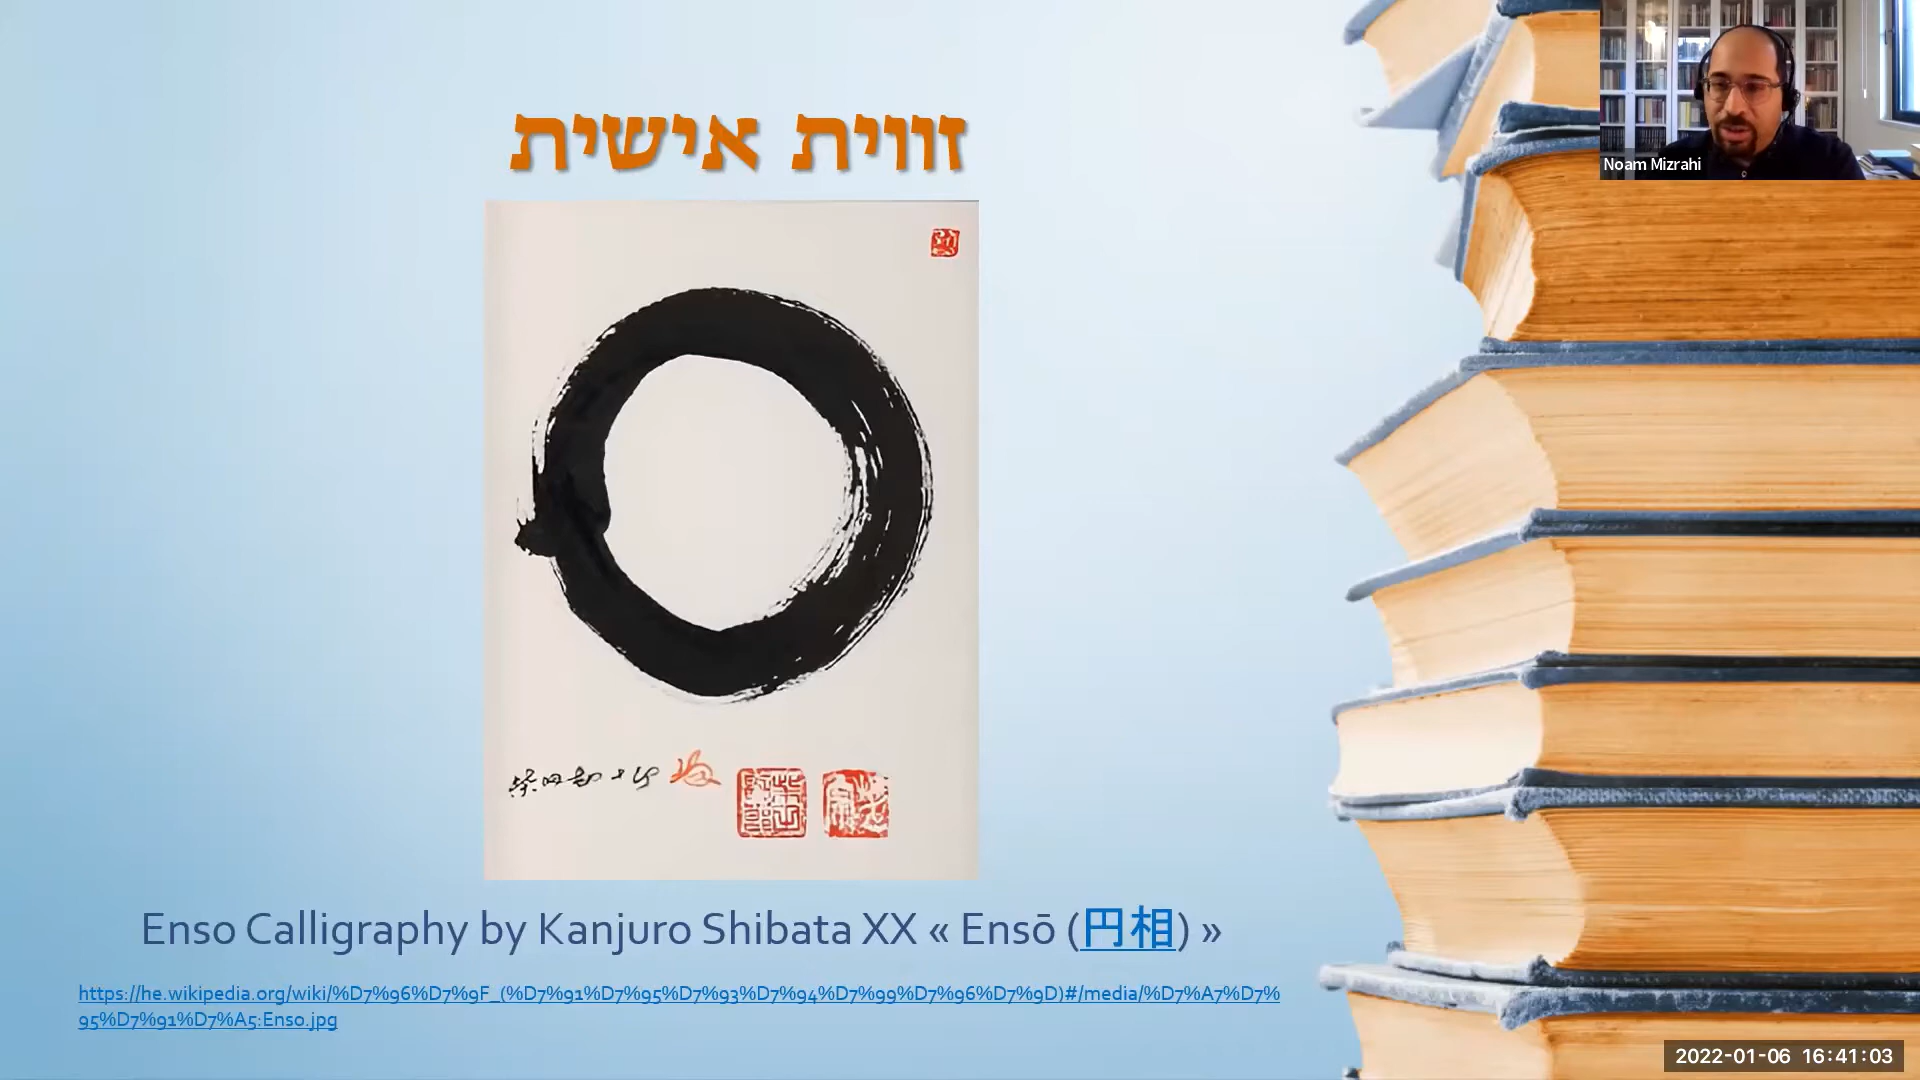 Noam Mizrahi
זווית אישית
Enso Calligraphy by Kanjuro Shibata XX « Ensō (円相) »
https://he.wikipedia.org/wiki/%D7%96%D7%9F_(%D7%91%D7%95%D7%93%D7%94%D7%99%D7%96%D7%9D)#/media/%D7%A7%D7%
95%D7%91%D7%A5:Enso.jpg
2022-01-06 16:41:03